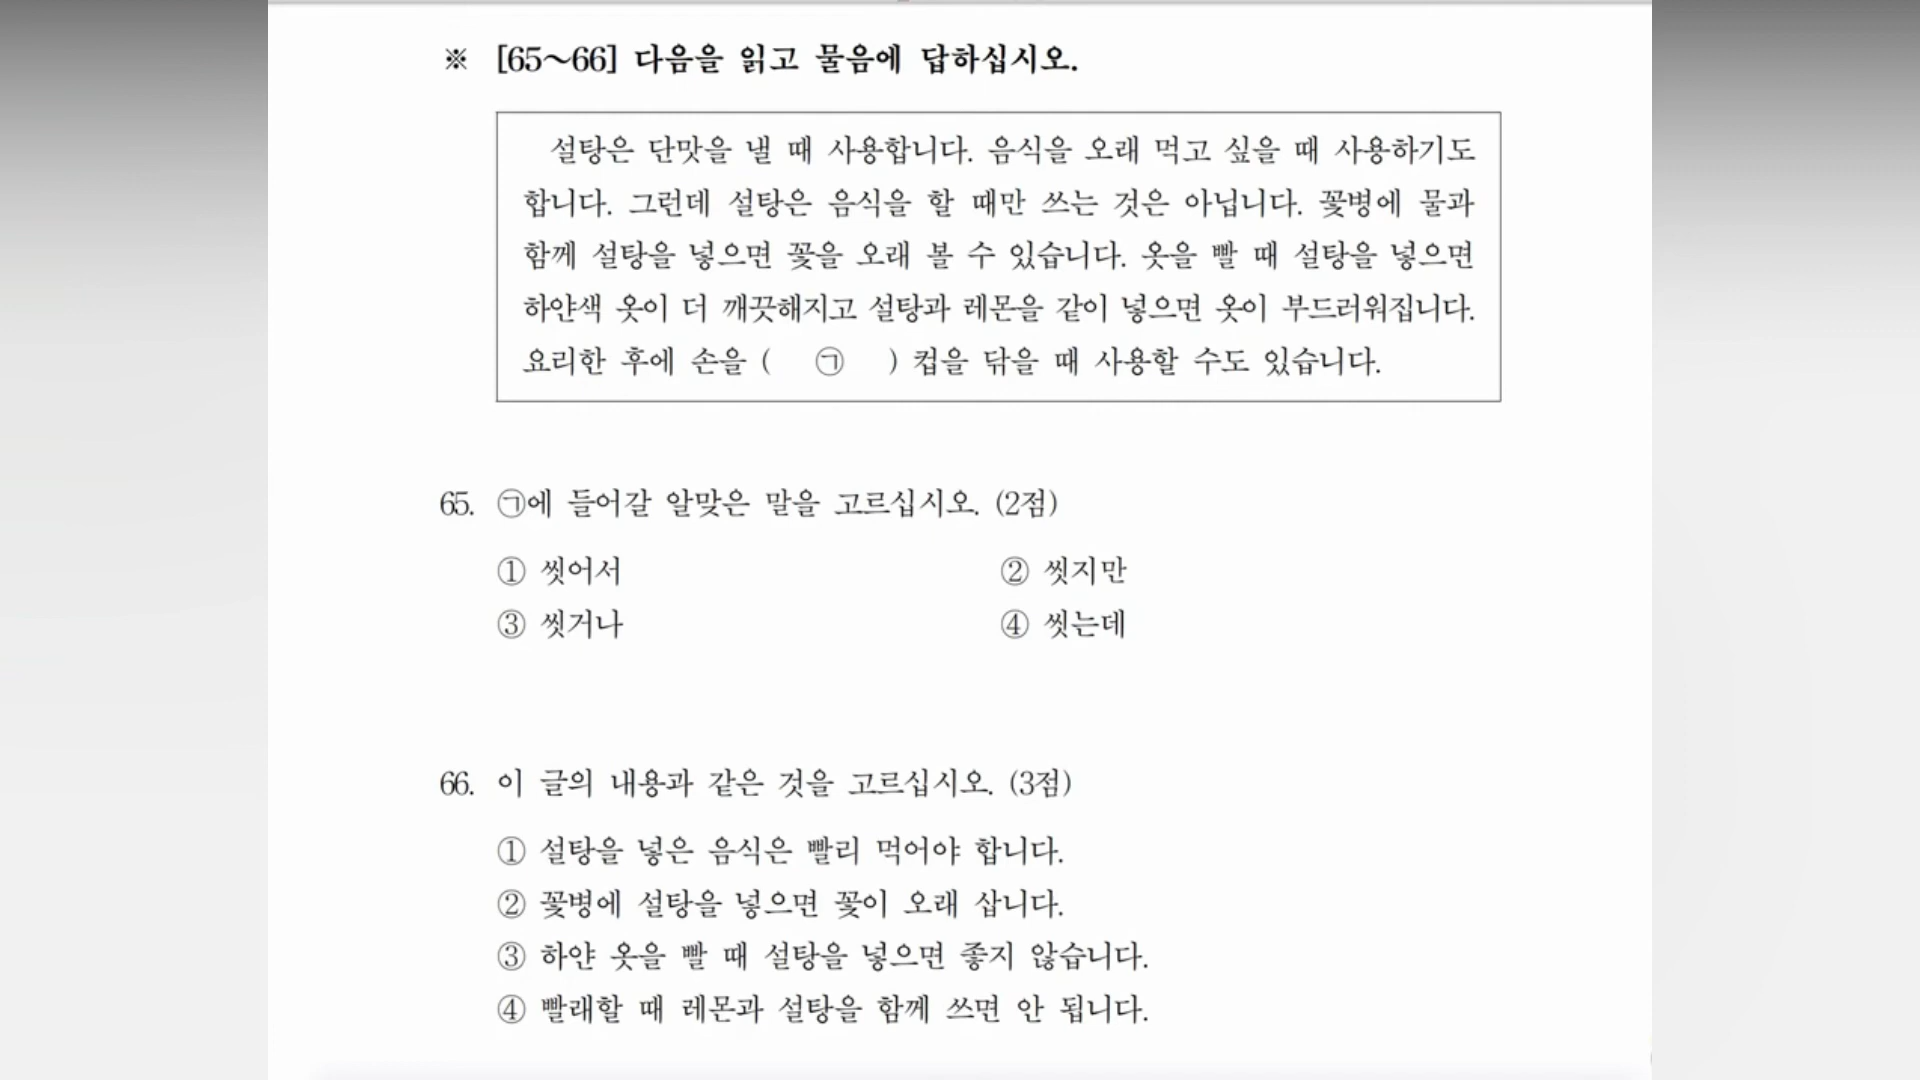 ※ [65~66] 다음을 읽고 물음에 답하십시오.
설탕은 단맛을 낼 때 사용합니다. 음식을 오래 먹고 싶을 때 사용하기도
합니다. 그런데 설탕은 음식을 할 때만 쓰는 것은 아닙니다. 꽃병에 물과
함께 설탕을 넣으면 꽃을 오래 볼 수 있습니다. 옷을 빨 때 설탕을 넣으면
하얀색 옷이 더 깨끗해지고 설탕과 레몬을 같이 넣으면 옷이 부드러워집니다.
요리한 후에 손을 ( ㉠ ) 컵을 닦을 때 사용할 수도 있습니다.
65. ㉠에 들어갈 알맞은 말을 고르십시오. (2점)
① 씻어서 ② 씻지만
③ 씻거나 ④ 씻는데
66. 이 글의 내용과 같은 것을 고르십시오. (3점)
① 설탕을 넣은 음식은 빨리 먹어야 합니다.
② 꽃병에 설탕을 넣으면 꽃이 오래 삽니다.
③ 하얀 옷을 빨 때 설탕을 넣으면 좋지 않습니다.
④ 빨래할 때 레몬과 설탕을 함께 쓰면 안 됩니다.